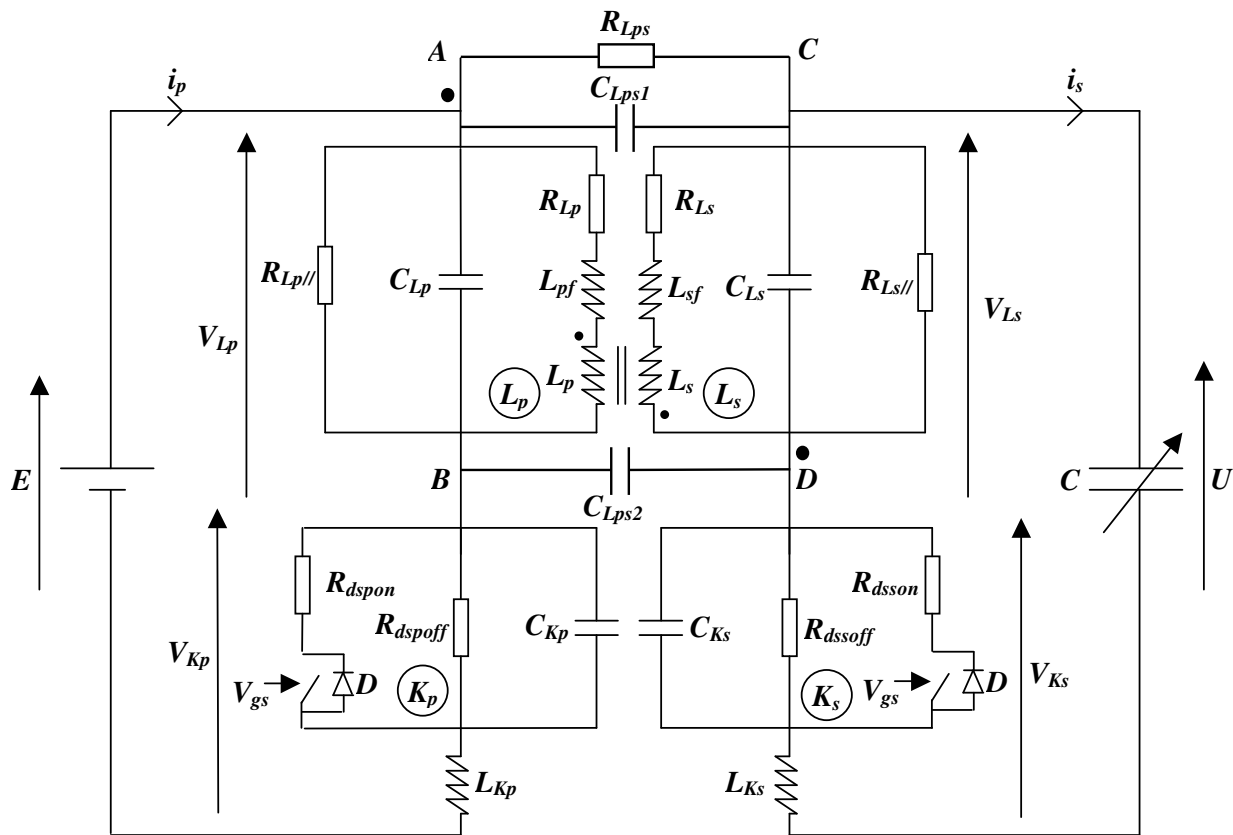 R_Lps
A C
i_p C_Lps1 i_s
R_Lp R_Ls
R_Lp// C_Lp L_pf L_sf C_Ls R_Ls//
V_Lp V_Ls
L_p L_p L_s L_s
E B D C U
C_Lps2
R_dspon R_dsson
R_dspoff C_Kp C_Ks R_dssoff
V_Kp V_Ks
V_gs D K_p K_s V_gs D
L_Kp L_Ks